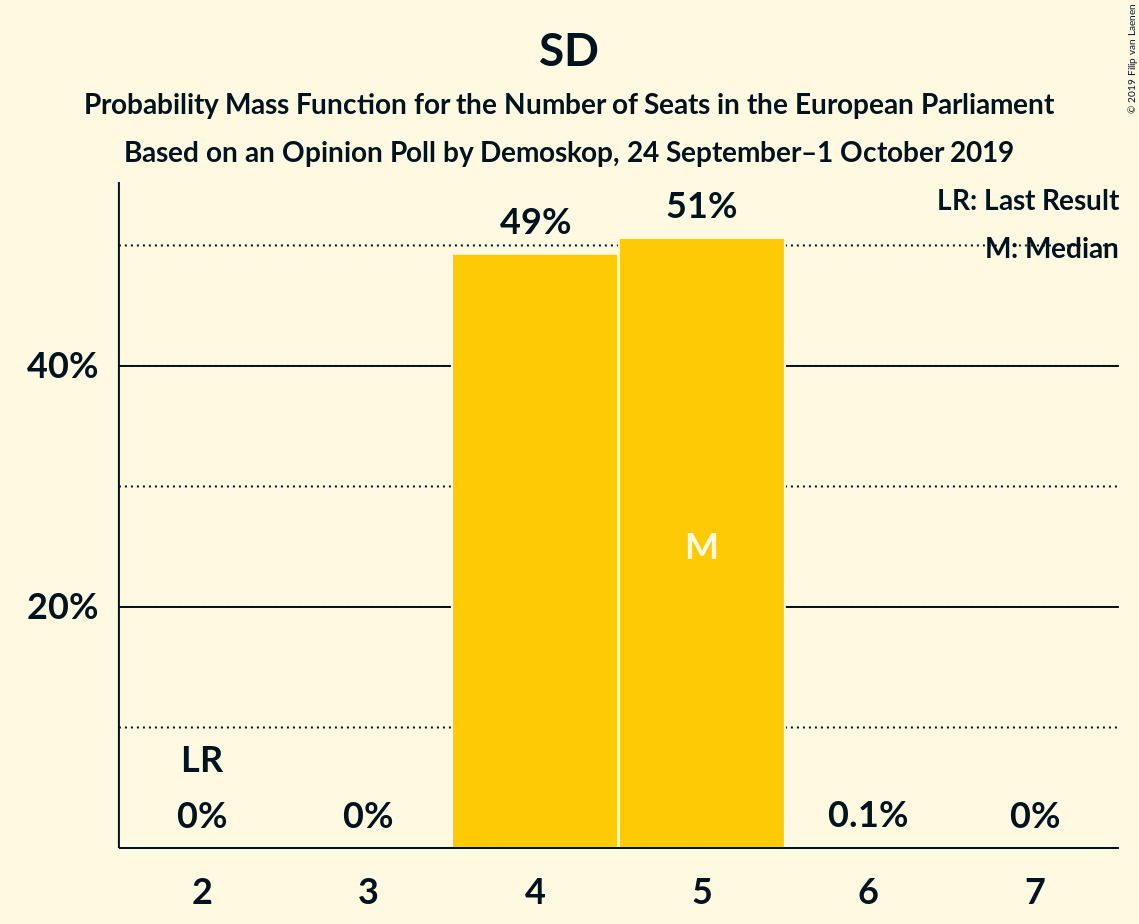 SD
Probability Mass Function for the Number of Seats in the European Parliament
Based on an Opinion Poll by Demoskop, 24 September–1 October 2019
© 2019 Filip van Laenen
LR: Last Result
M: Median
49%
51%
40%
20%
M
LR
0%
0%
0.1%
0%
2
3
4
5
6
7